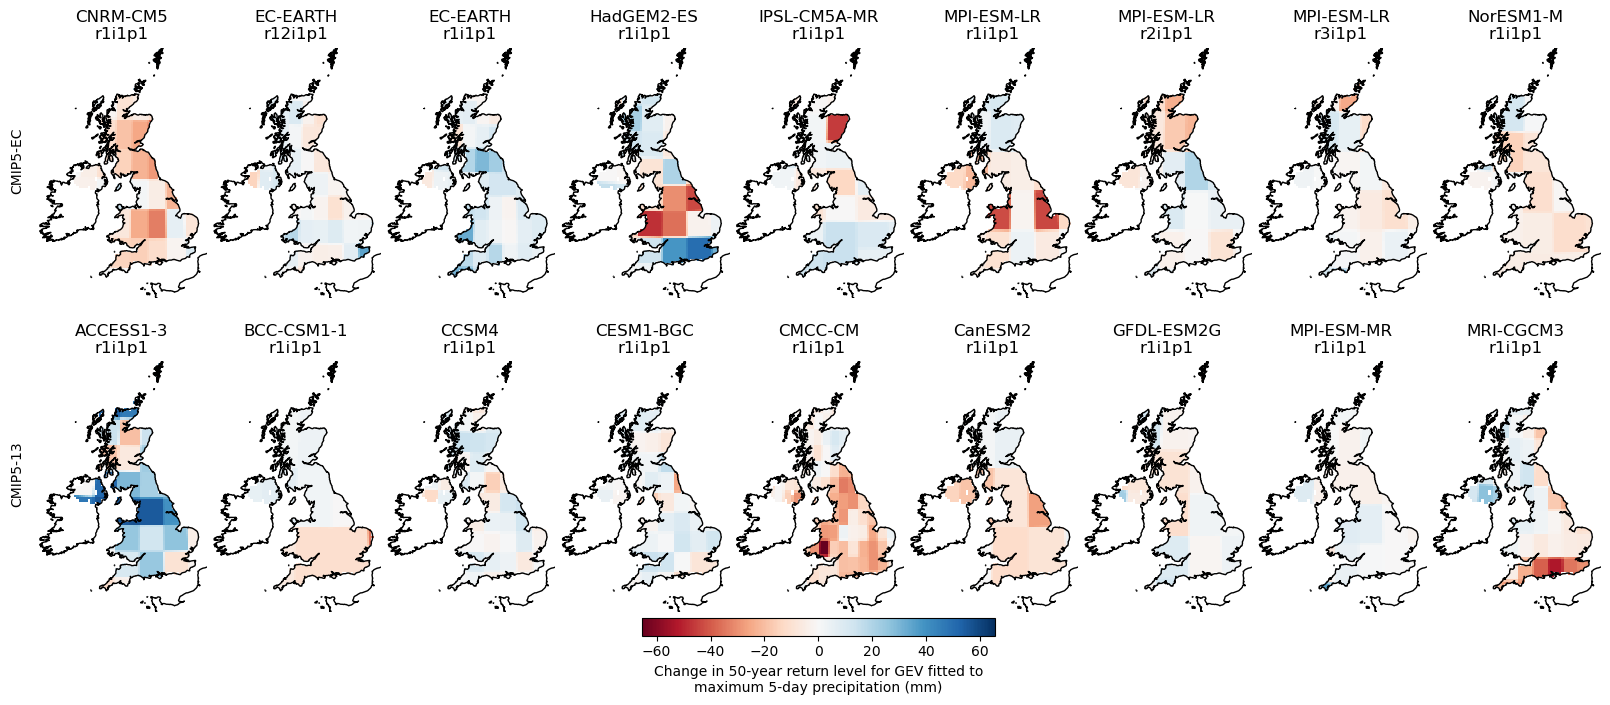 CNRM-CM5 EC-EARTH EC-EARTH HadGEM2-ES IPSL-CM5A-MR MPI-ESM-LR MPI-ESM-LR MPI-ESM-LR NorESM1-M
r1i1p1 r12i1p1 r1i1p1 r1i1p1 r1i1p1 r1i1p1 r2i1p1 r3i1p1 r1i1p1
CMIP5-EC
ACCESS1-3 BCC-CSM1-1 CCSM4 CESM1-BGC CMCC-CM CanESM2 GFDL-ESM2G MPI-ESM-MR MRI-CGCM3
r1i1p1 r1i1p1 r1i1p1 r1i1p1 r1i1p1 r1i1p1 r1i1p1 r1i1p1 r1i1p1
CMIP5-13
−60 −40 −20 0 20 40 60
Change in 50-year return level for GEV fitted to
maximum 5-day precipitation (mm)